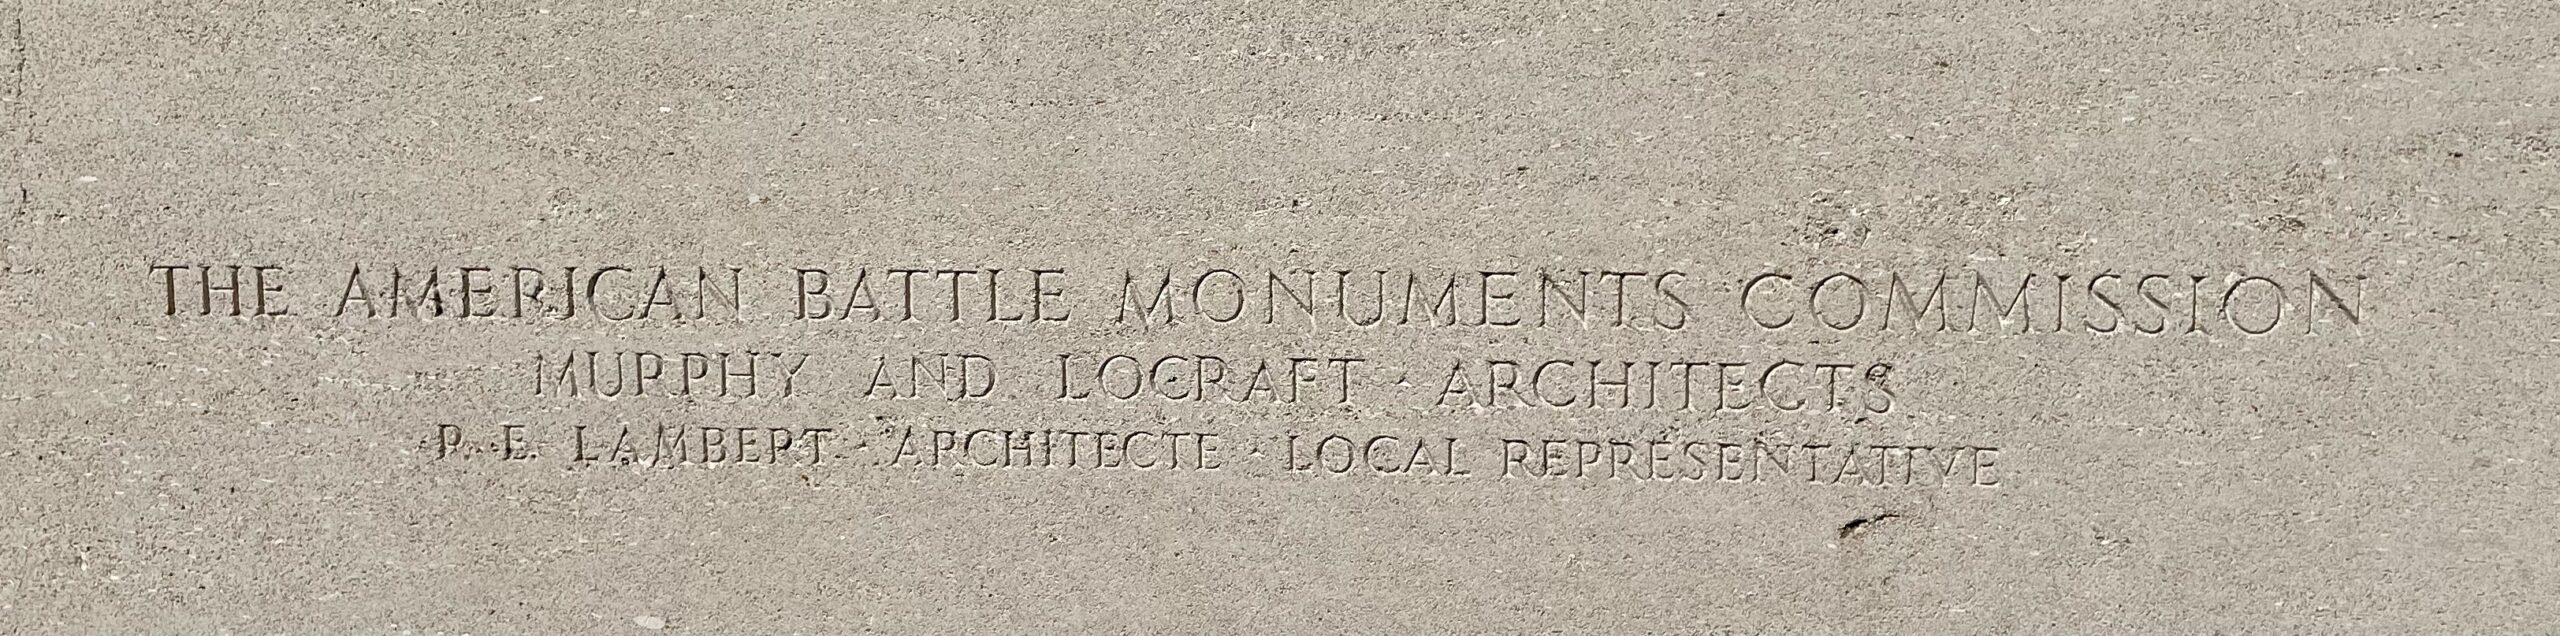 THE AMERICAN BATTLE MONUMENTS COMMISSION
MURPHY AND LOCRAFT · ARCHITECTS
P. E. LAMBERT · ARCHITECTE · LOCAL REPRESENTATIVE